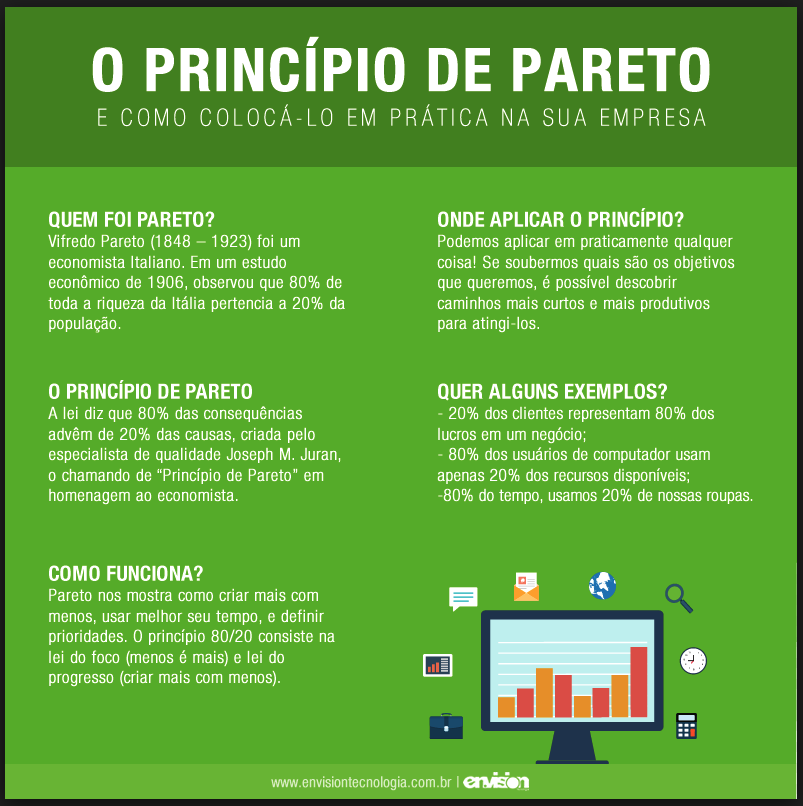 O PRINCÍPIO DE PARETO
E COMO COLOCÁ-LO EM PRÁTICA NA SUA EMPRESA
QUEM FOI PARETO?
Vifredo Pareto (1848 – 1923) foi um
economista Italiano. Em um estudo
econômico de 1906, observou que 80% de
toda a riqueza da Itália pertencia a 20% da
população.
O PRINCÍPIO DE PARETO
A lei diz que 80% das consequências
advêm de 20% das causas, criada pelo
especialista de qualidade Joseph M. Juran,
o chamando de “Princípio de Pareto” em
homenagem ao economista.
COMO FUNCIONA?
Pareto nos mostra como criar mais com
menos, usar melhor seu tempo, e definir
prioridades. O princípio 80/20 consiste na
lei do foco (menos é mais) e lei do
progresso (criar mais com menos).
ONDE APLICAR O PRINCÍPIO?
Podemos aplicar em praticamente qualquer
coisa! Se soubermos quais são os objetivos
que queremos, é possível descobrir
caminhos mais curtos e mais produtivos
para atingi-los.
QUER ALGUNS EXEMPLOS?
- 20% dos clientes representam 80% dos
lucros em um negócio;
- 80% dos usuários de computador usam
apenas 20% dos recursos disponíveis;
-80% do tempo, usamos 20% de nossas roupas.
www.envisiontecnologia.com.br | envision